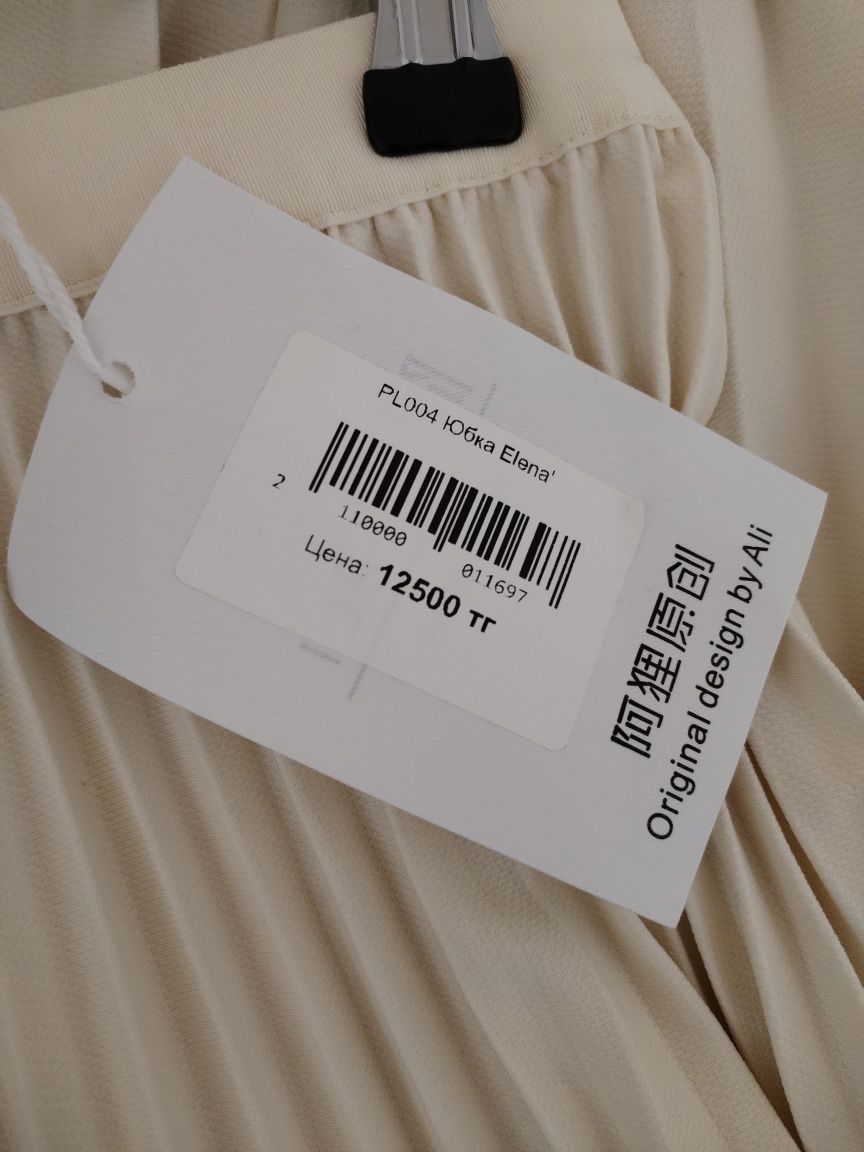 PL004 Юбка Elena'
2 110000 011697
Цена: 12500 тг
阿狸原创
Original design by Ali